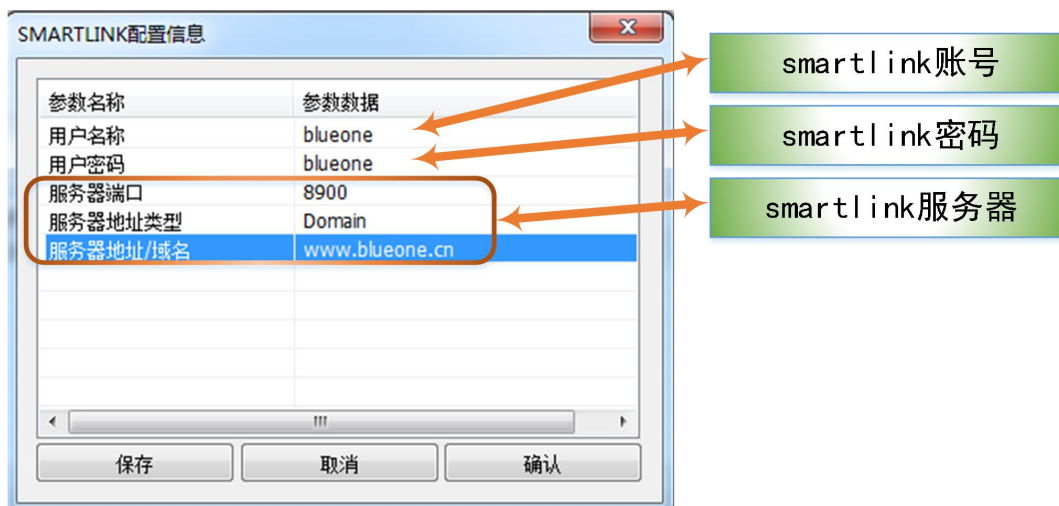 SMARTLINK配置信息
参数名称 参数数据
用户名称 blueone
用户密码 blueone
服务器端口 8900
服务器地址类型 Domain
服务器地址/域名 www.blueone.cn
保存 取消 确认
smartlink账号
smartlink密码
smartlink服务器